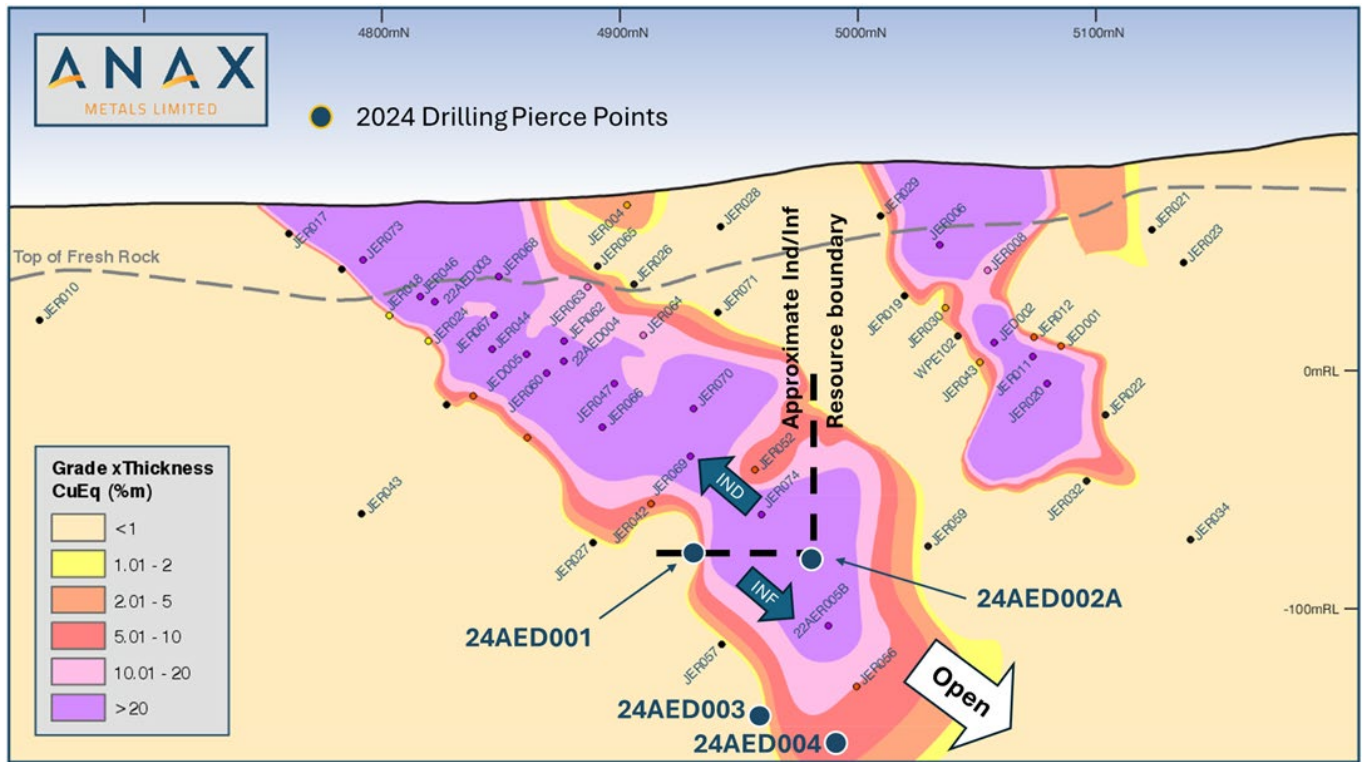 4800mN
4900mN
5000mN
5100mN
ANAX
METALS LIMITED
2024 Drilling Pierce Points
Top of Fresh Rock
JER010
JER017
JER073
JER048
JER046
22AED003
JER068
JER024
JER067
JER044
JER063
JER062
22AED004
JED005
JER060
JER047
JER066
JER004
JER065
JER026
JER028
JER071
JER064
JER070
JER052
JER069
JER074
JER042
JER027
JER043
JER029
JER006
JER008
JER019
JER030
WPE102
JER043
JED002
JER012
JED001
JER011
JER020
JER022
JER032
JER034
JER021
JER023
JER059
Approximate Ind/Inf
Resource boundary
0mRL
-100mRL
IND
INF
22AER005B
JER057
JER056
24AED001
24AED002A
24AED003
24AED004
Open
Grade xThickness
CuEq (%m)
<1
1.01 - 2
2.01 - 5
5.01 - 10
10.01 - 20
>20